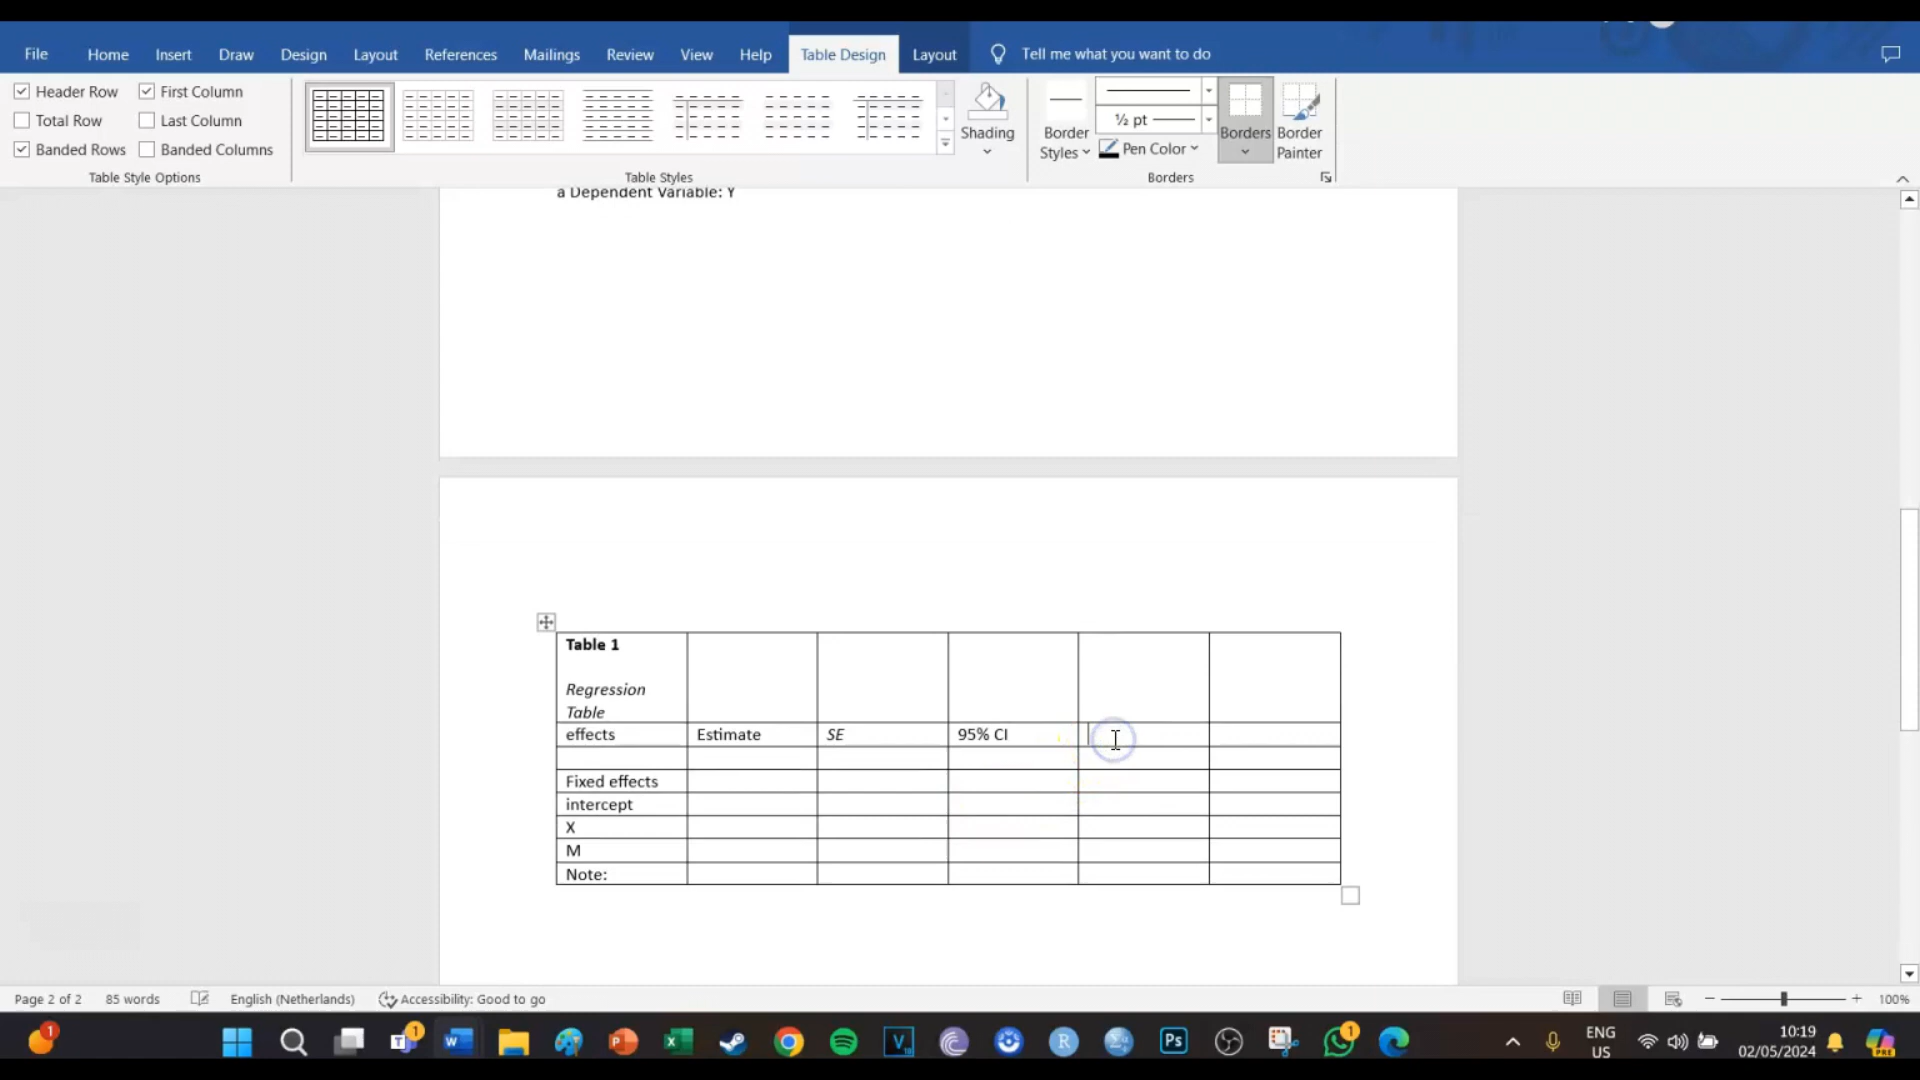 File Home Insert Draw Design Layout References Mailings Review View Help Table Design Layout Tell me what you want to do
Header Row First Column
Total Row Last Column
Banded Rows Banded Columns
Table Style Options
Table Styles
Shading
Border
Styles
½ pt
Pen Color
Borders
Border
Painter
Borders
a Dependent Variable: Y
Table 1
Regression
Table
effects Estimate SE 95% CI
Fixed effects
intercept
X
M
Note:
Page 2 of 2 85 words English (Netherlands) Accessibility: Good to go 100%
ENG
US
10:19
02/05/2024